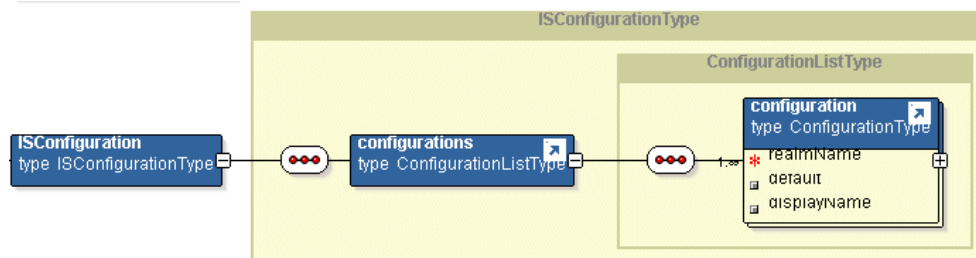 ISConfigurationType
ConfigurationListType
ISConfiguration
type ISConfigurationType
configurations
type ConfigurationListType
1..∞
configuration
type ConfigurationType
realmName
default
displayName